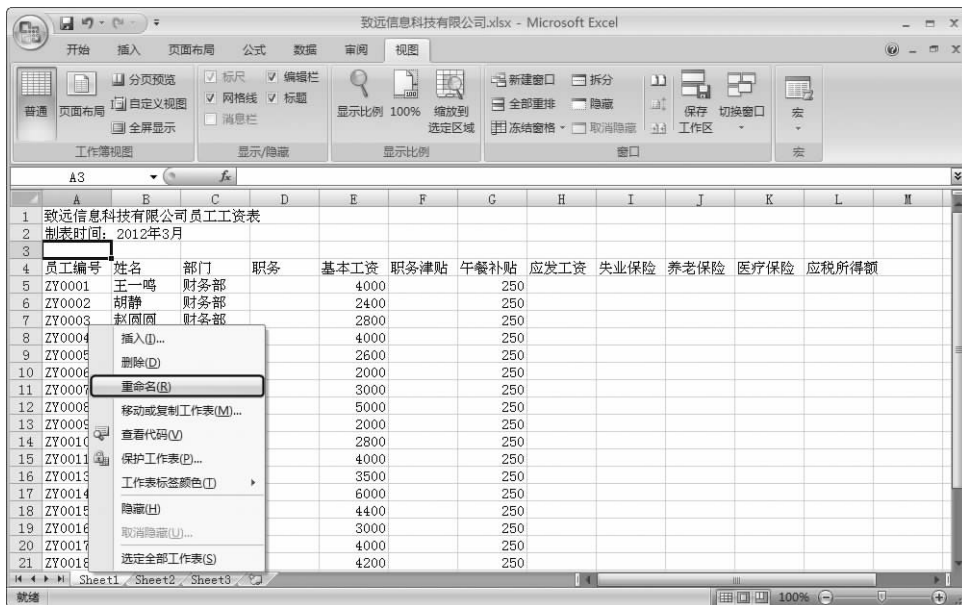 致远信息科技有限公司.xlsx - Microsoft Excel
开始 插入 页面布局 公式 数据 审阅 视图
普通 页面布局 分页预览 自定义视图 全屏显示
工作簿视图
标尺 编辑栏 网格线 标题 消息栏
显示/隐藏
显示比例 100% 缩放到选定区域
显示比例
新建窗口 全部重排 冻结窗格 拆分 隐藏 取消隐藏 保存工作区 切换窗口
窗口
宏
宏
A3 fx
A B C D E F G H I J K L M
1 致远信息科技有限公司员工工资表
2 制表时间: 2012年3月
3
4 员工编号 姓名 部门 职务 基本工资 职务津贴 午餐补贴 应发工资 失业保险 养老保险 医疗保险 应税所得额
5 ZY0001 王一鸣 财务部 4000 250
6 ZY0002 胡静 财务部 2400 250
7 ZY0003 赵圆圆 财务部 2800 250
8 ZY0004 4000 250
9 ZY0005 2600 250
10 ZY0006 2000 250
11 ZY0007 3000 250
12 ZY0008 5000 250
13 ZY0009 2000 250
14 ZY0010 2800 250
15 ZY0011 4000 250
16 ZY0013 3500 250
17 ZY0014 6000 250
18 ZY0015 4400 250
19 ZY0016 3000 250
20 ZY0017 4000 250
21 ZY0018 4200 250
插入(I)...
删除(D)
重命名(R)
移动或复制工作表(M)...
查看代码(V)
保护工作表(P)...
工作表标签颜色(T)
隐藏(H)
取消隐藏(U)...
选定全部工作表(S)
Sheet1 Sheet2 Sheet3
就绪 100%